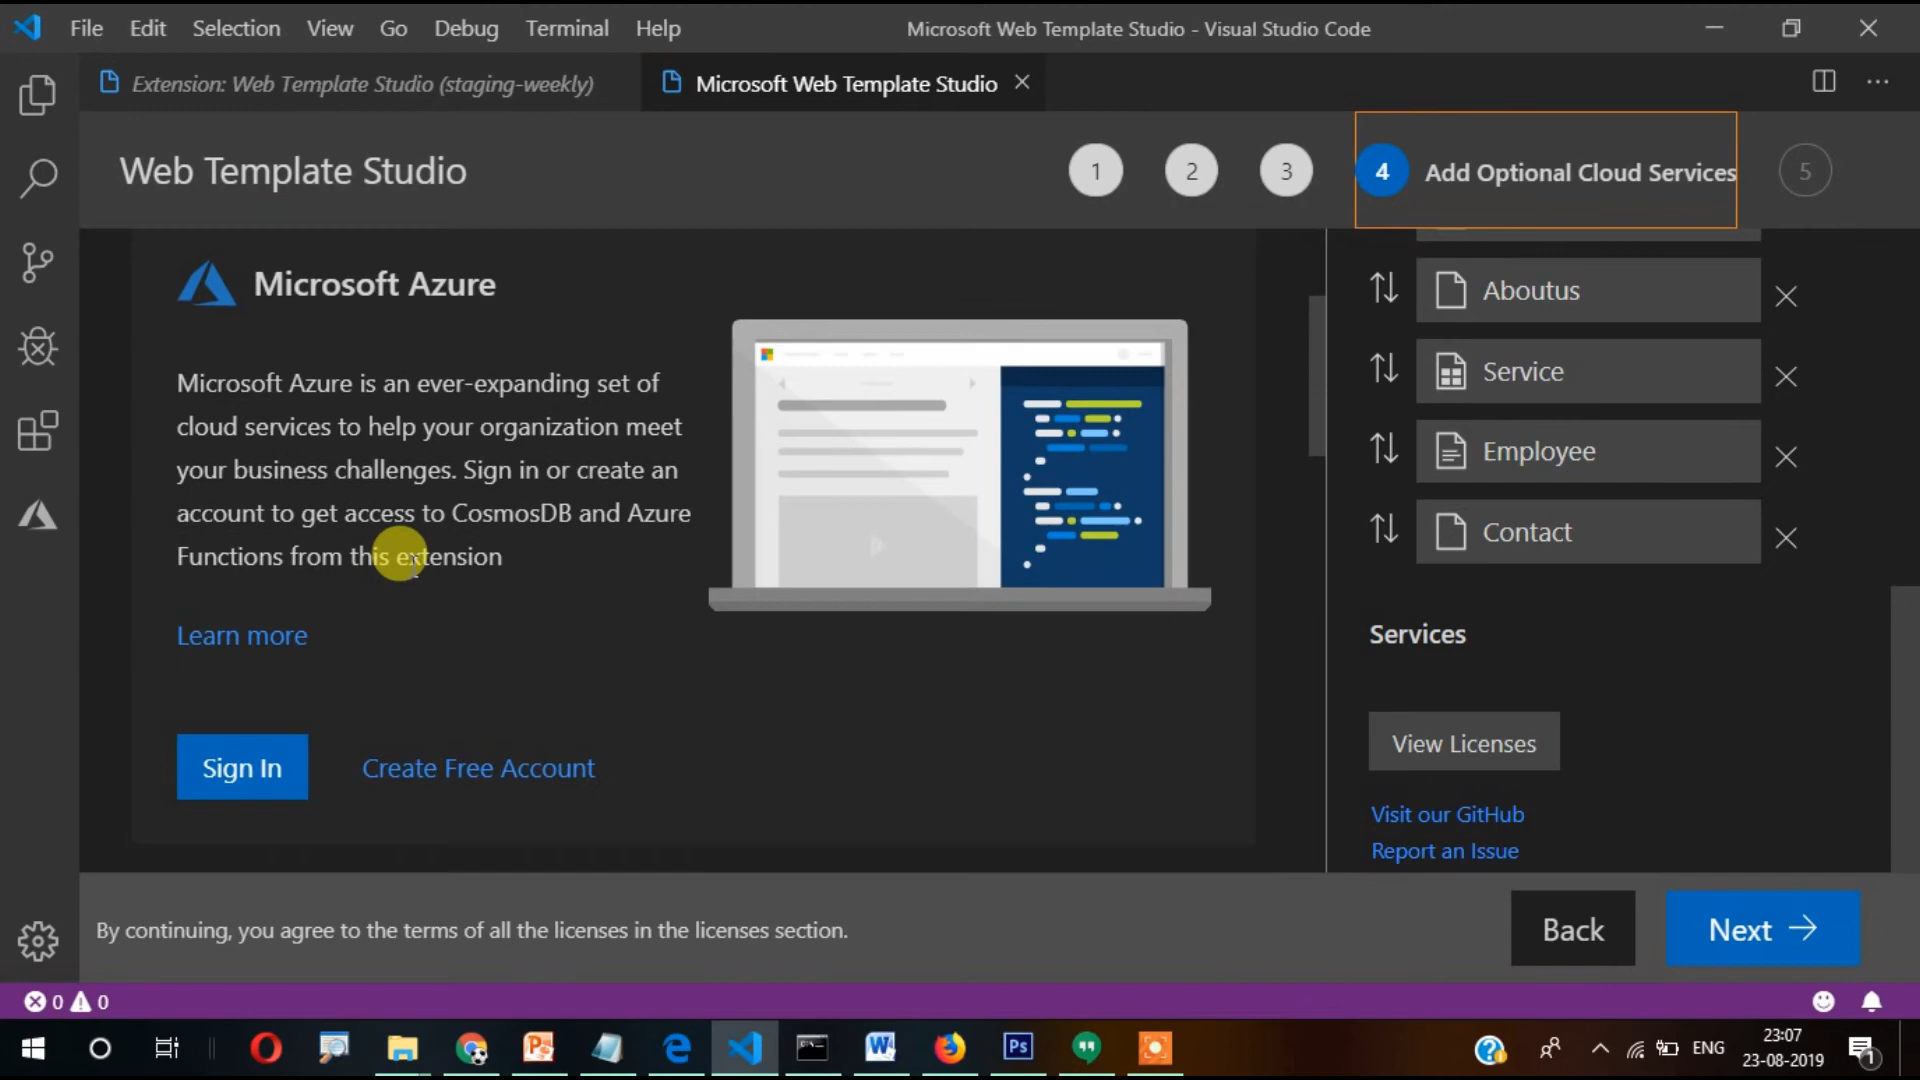 File Edit Selection View Go Debug Terminal Help
Microsoft Web Template Studio - Visual Studio Code
Extension: Web Template Studio (staging-weekly)
Microsoft Web Template Studio
Web Template Studio
1
2
3
4 Add Optional Cloud Services
5
Microsoft Azure
Microsoft Azure is an ever-expanding set of
cloud services to help your organization meet
your business challenges. Sign in or create an
account to get access to CosmosDB and Azure
Functions from this extension
Learn more
Sign In
Create Free Account
Aboutus
Service
Employee
Contact
Services
View Licenses
Visit our GitHub
Report an Issue
By continuing, you agree to the terms of all the licenses in the licenses section.
Back
Next
0 0
Ps
ENG
23:07
23-08-2019
1